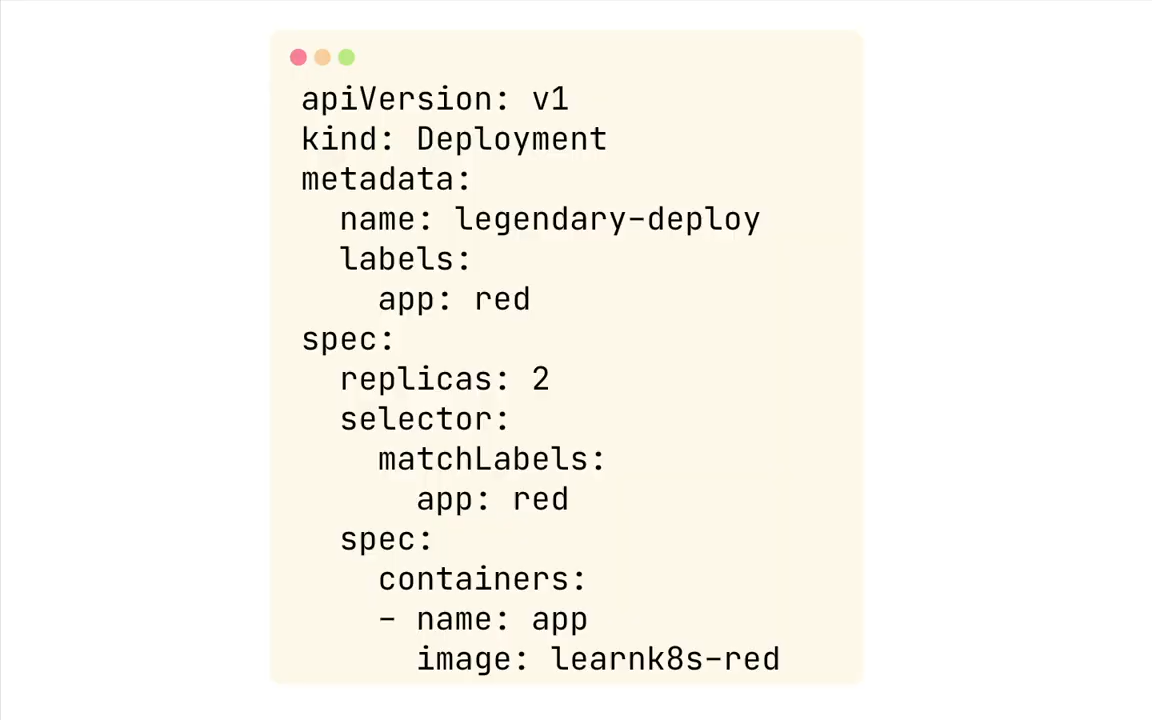 apiVersion: v1
kind: Deployment
metadata:
  name: legendary-deploy
  labels:
    app: red
spec:
  replicas: 2
  selector:
    matchLabels:
      app: red
  spec:
    containers:
    - name: app
      image: learnk8s-red